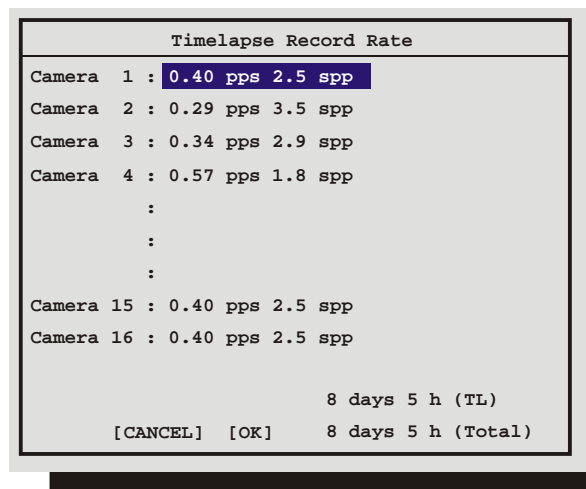 Timelapse Record Rate
Camera 1 : 0.40 pps 2.5 spp
Camera 2 : 0.29 pps 3.5 spp
Camera 3 : 0.34 pps 2.9 spp
Camera 4 : 0.57 pps 1.8 spp
:
:
:
Camera 15 : 0.40 pps 2.5 spp
Camera 16 : 0.40 pps 2.5 spp
8 days 5 h (TL)
[CANCEL] [OK] 8 days 5 h (Total)